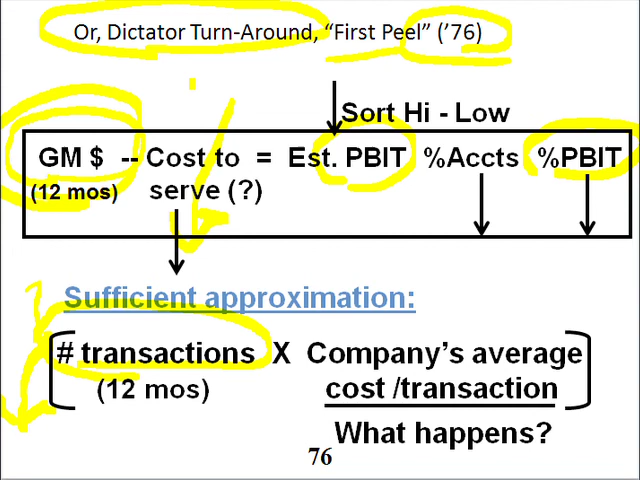 Or, Dictator Turn-Around, “First Peel” (’76)
Sort Hi - Low
GM $ -- Cost to = Est. PBIT %Accts %PBIT
(12 mos) serve (?)
Sufficient approximation:
# transactions X Company’s average
(12 mos) cost /transaction
What happens?
76